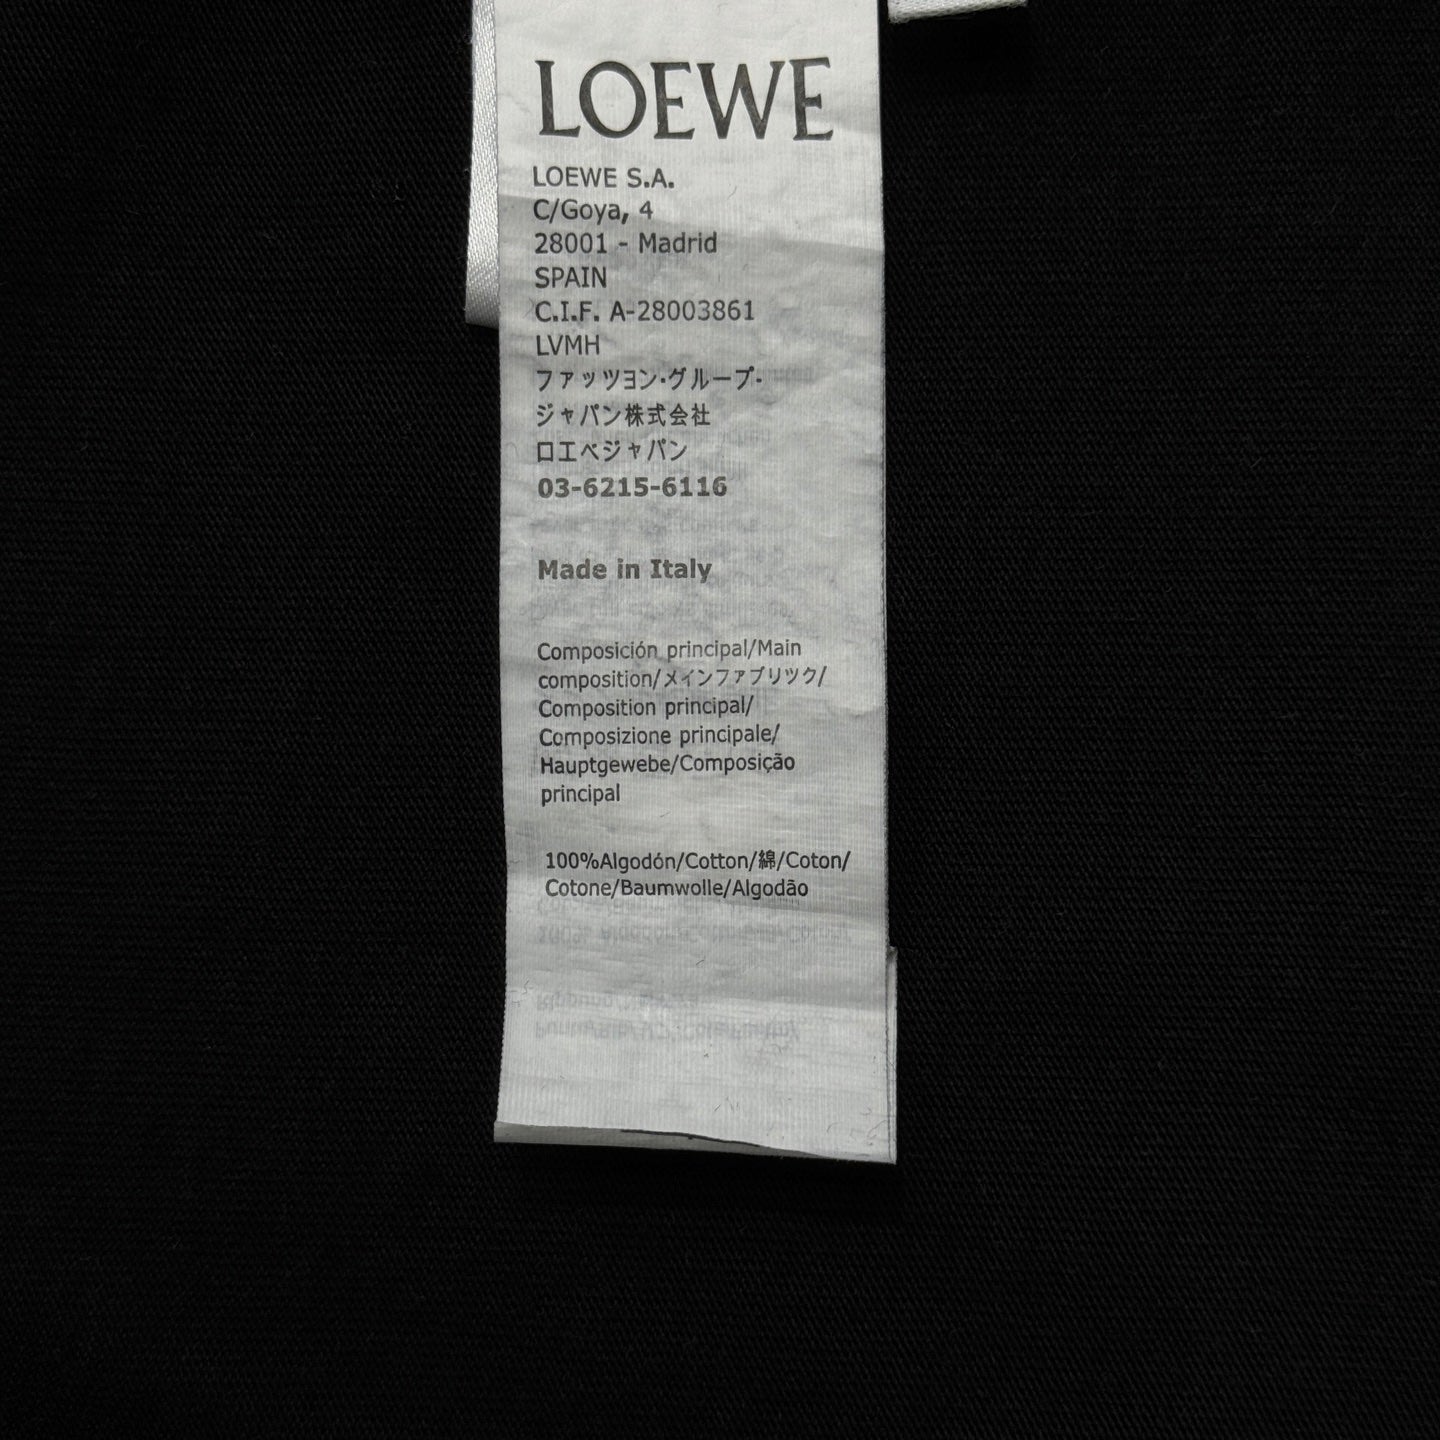 LOEWE
LOEWE S.A.
C/Goya, 4
28001 - Madrid
SPAIN
C.I.F. A-28003861
LVMH
ファッツヨン・グループ・
ジャパン株式会社
ロエベジャパン
03-6215-6116
Made in Italy
Composición principal/Main
composition/メインファブリツク/
Composition principal/
Composizione principale/
Hauptgewebe/Composição
principal
100%Algodón/Cotton/綿/Coton/
Cotone/Baumwolle/Algodão